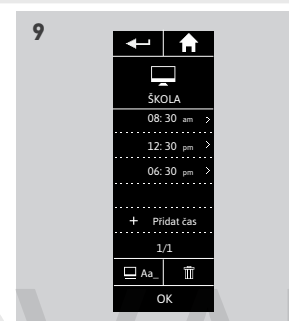 9
ŠKOLA
08:30 am >
12:30 pm >
06:30 pm >
+ Přidat čas
1/1
Aa_
OK